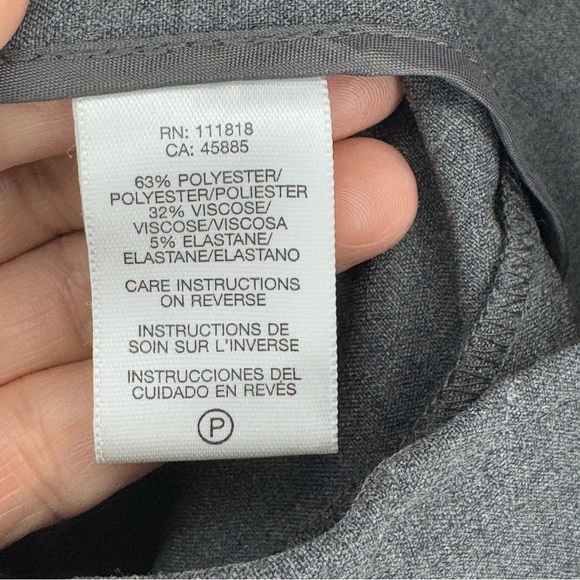 RN: 111818
CA: 45885
63% POLYESTER/
POLYESTER/POLIESTER
32% VISCOSE/
VISCOSE/VISCOSA
5% ELASTANE/
ELASTANE/ELASTANO
CARE INSTRUCTIONS
ON REVERSE
INSTRUCTIONS DE
SOIN SUR L'INVERSE
INSTRUCCIONES DEL
CUIDADO EN REVÉS
P